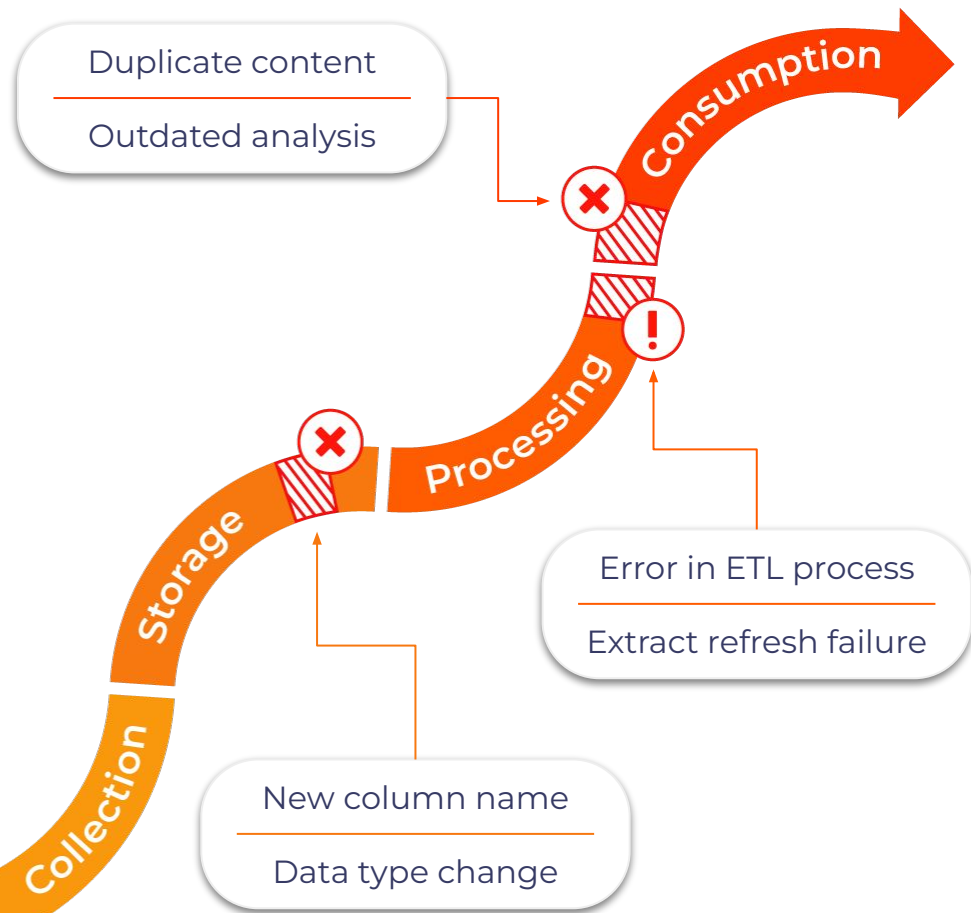 Duplicate content
Outdated analysis
Consumption
Processing
Error in ETL process
Extract refresh failure
Storage
New column name
Data type change
Collection